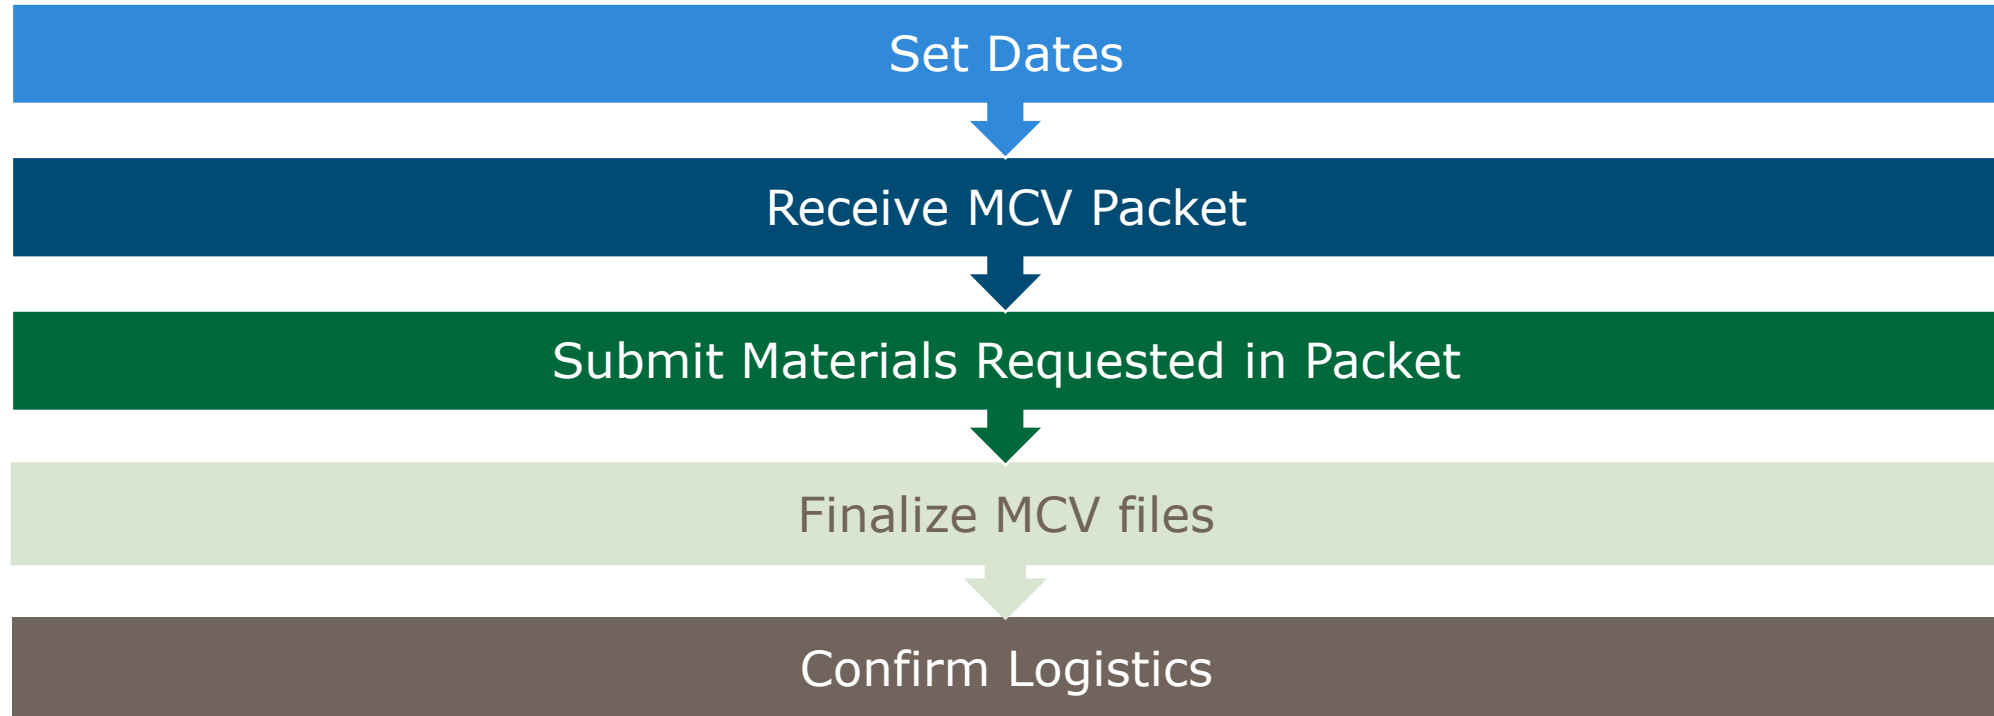 Set Dates
Receive MCV Packet
Submit Materials Requested in Packet
Finalize MCV files
Confirm Logistics